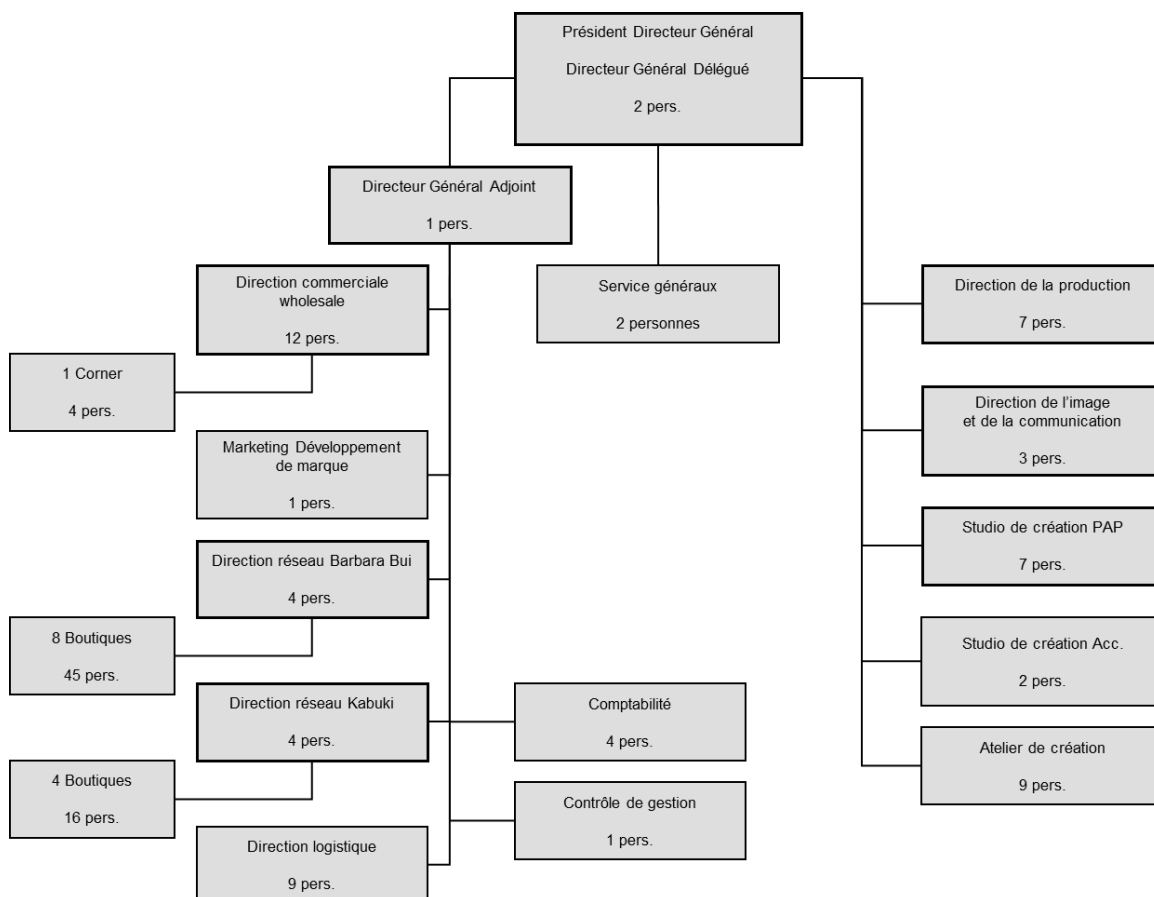 Président Directeur Général
Directeur Général Délégué
2 pers.
Directeur Général Adjoint
1 pers.
Service généraux
2 personnes
Direction commerciale
wholesale
12 pers.
1 Corner
4 pers.
Marketing Développement
de marque
1 pers.
Direction réseau Barbara Bui
4 pers.
8 Boutiques
45 pers.
Direction réseau Kabuki
4 pers.
4 Boutiques
16 pers.
Direction logistique
9 pers.
Comptabilité
4 pers.
Contrôle de gestion
1 pers.
Direction de la production
7 pers.
Direction de l’image
et de la communication
3 pers.
Studio de création PAP
7 pers.
Studio de création Acc.
2 pers.
Atelier de création
9 pers.